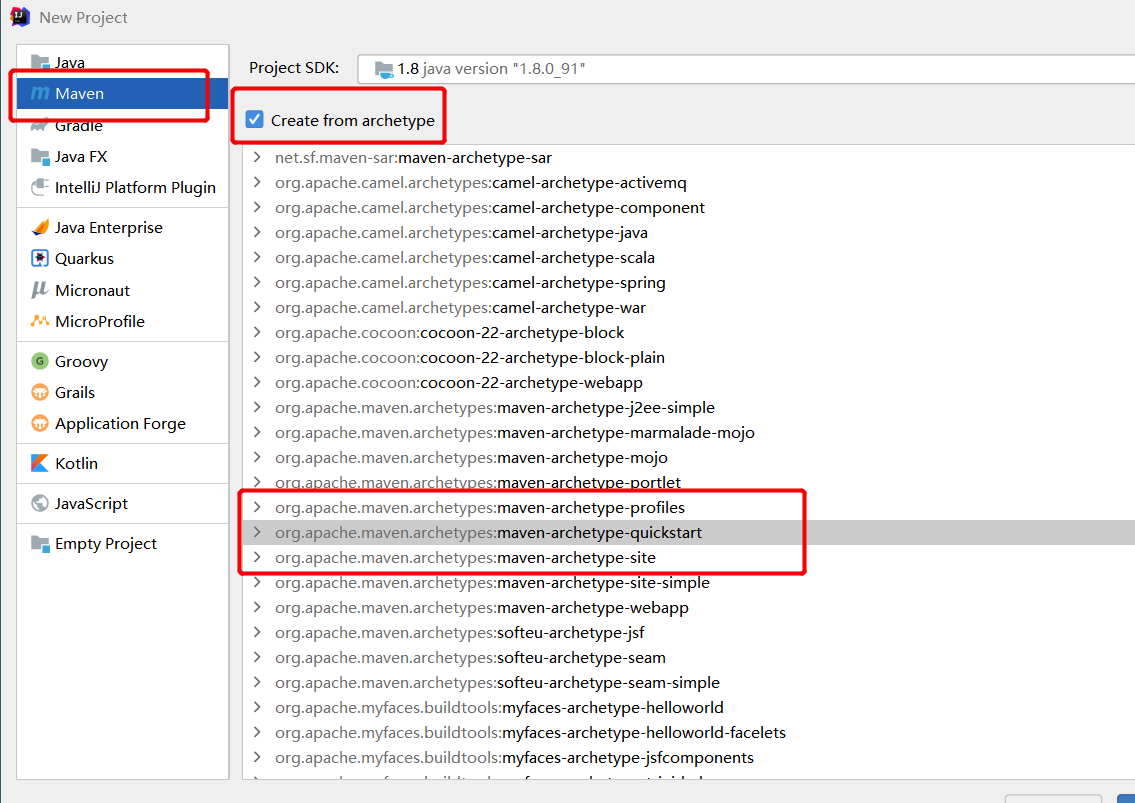 New Project
Java
Maven
Gradle
Java FX
IntelliJ Platform Plugin
Java Enterprise
Quarkus
Micronaut
MicroProfile
Groovy
Grails
Application Forge
Kotlin
JavaScript
Empty Project
Project SDK: 1.8 java version "1.8.0_91"
Create from archetype
net.sf.maven-sar:maven-archetype-sar
org.apache.camel.archetypes:camel-archetype-activemq
org.apache.camel.archetypes:camel-archetype-component
org.apache.camel.archetypes:camel-archetype-java
org.apache.camel.archetypes:camel-archetype-scala
org.apache.camel.archetypes:camel-archetype-spring
org.apache.camel.archetypes:camel-archetype-war
org.apache.cocoon:cocoon-22-archetype-block
org.apache.cocoon:cocoon-22-archetype-block-plain
org.apache.cocoon:cocoon-22-archetype-webapp
org.apache.maven.archetypes:maven-archetype-j2ee-simple
org.apache.maven.archetypes:maven-archetype-marmalade-mojo
org.apache.maven.archetypes:maven-archetype-mojo
org.apache.maven.archetypes:maven-archetype-portlet
org.apache.maven.archetypes:maven-archetype-profiles
org.apache.maven.archetypes:maven-archetype-quickstart
org.apache.maven.archetypes:maven-archetype-site
org.apache.maven.archetypes:maven-archetype-site-simple
org.apache.maven.archetypes:maven-archetype-webapp
org.apache.maven.archetypes:softeu-archetype-jsf
org.apache.maven.archetypes:softeu-archetype-seam
org.apache.maven.archetypes:softeu-archetype-seam-simple
org.apache.myfaces.buildtools:myfaces-archetype-helloworld
org.apache.myfaces.buildtools:myfaces-archetype-helloworld-facelets
org.apache.myfaces.buildtools:myfaces-archetype-jsfcomponents